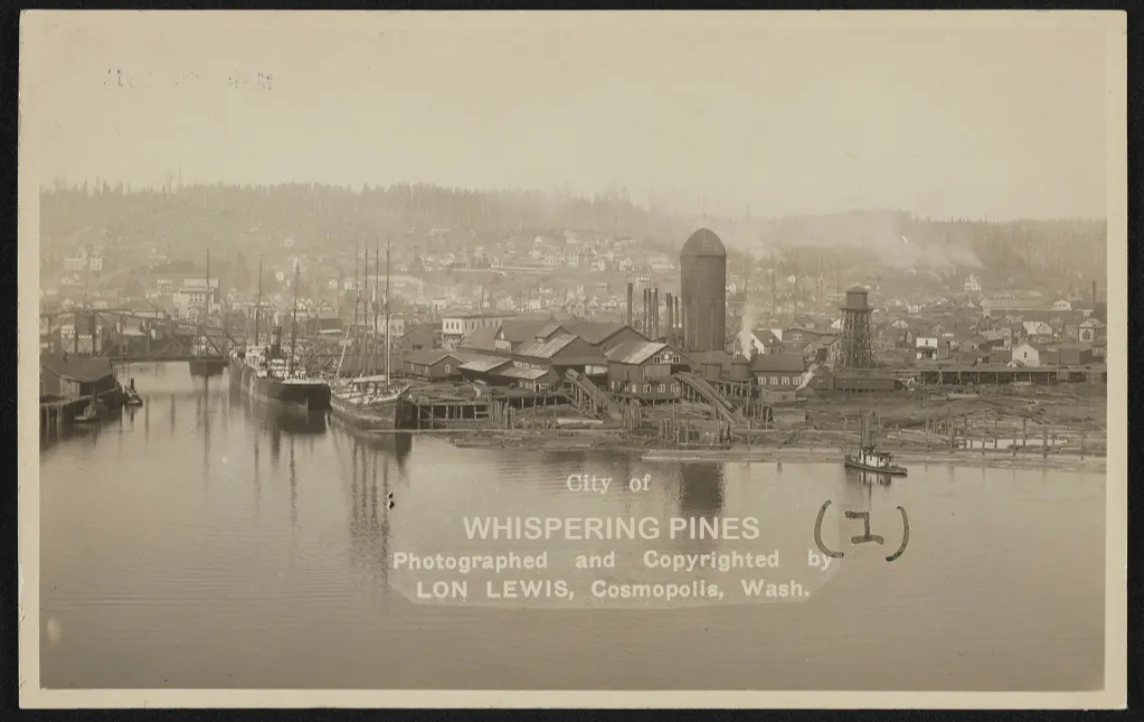 City of
WHISPERING PINES
(1)
Photographed and Copyrighted by
LON LEWIS, Cosmopolis, Wash.